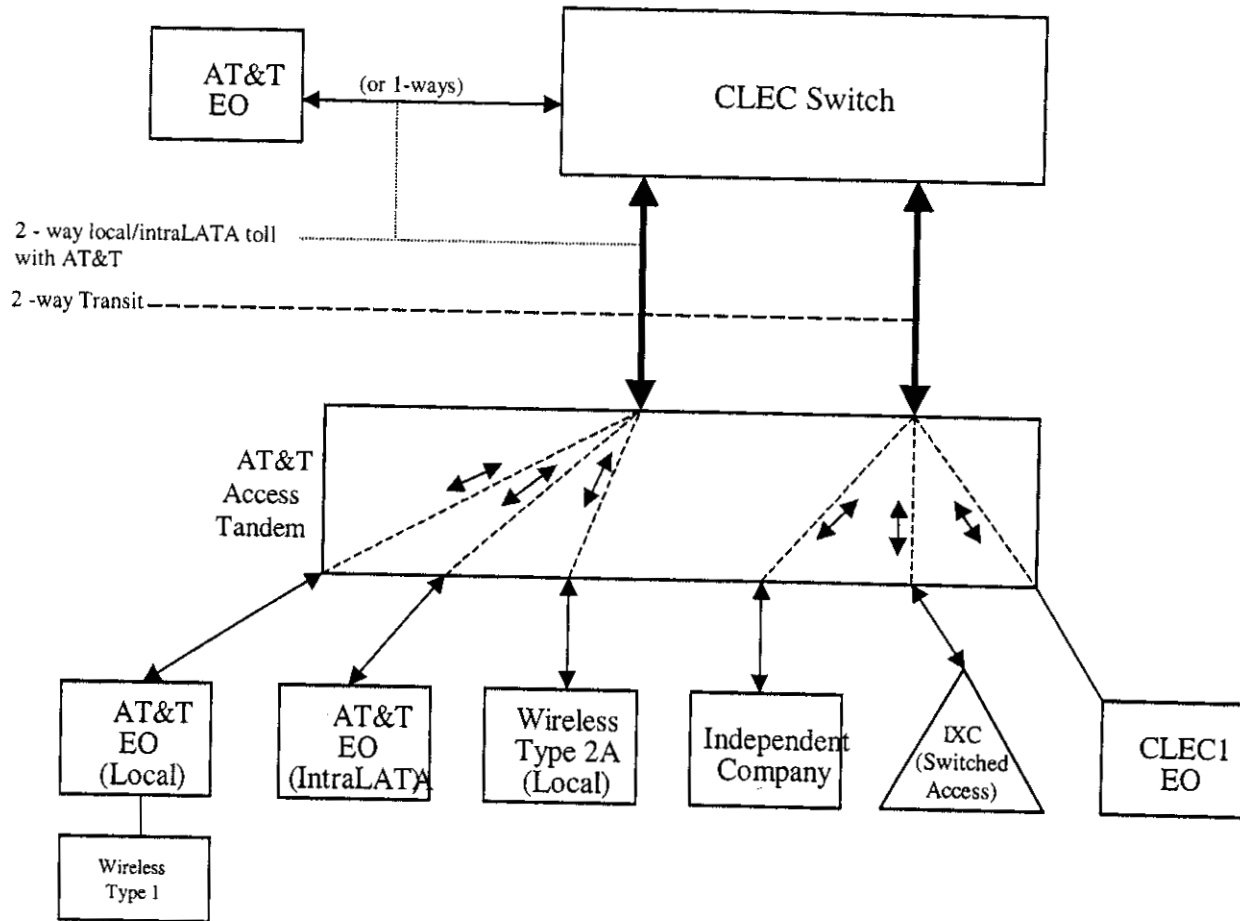 AT&T
EO
(or 1-ways)
CLEC Switch
2 - way local/intraLATA toll
with AT&T
2 -way Transit
AT&T
Access
Tandem
AT&T
EO
(Local)
AT&T
EO
(IntraLATA)
Wireless
Type 2A
(Local)
Independent
Company
IXC
(Switched
Access)
CLEC1
EO
Wireless
Type 1